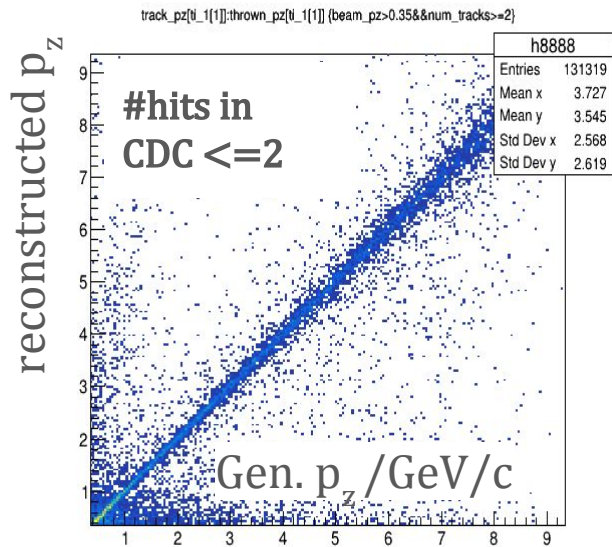 track_pz[ti_1[1]]:thrown_pz[ti_1[1]] {beam_pz>0.35&&num_tracks>=2}
h8888
Entries 131319
Mean x 3.727
Mean y 3.545
Std Dev x 2.568
Std Dev y 2.619
#hits in
CDC <=2
reconstructed p_z
9
8
7
6
5
4
3
2
1
Gen. p_z /GeV/c
1 2 3 4 5 6 7 8 9